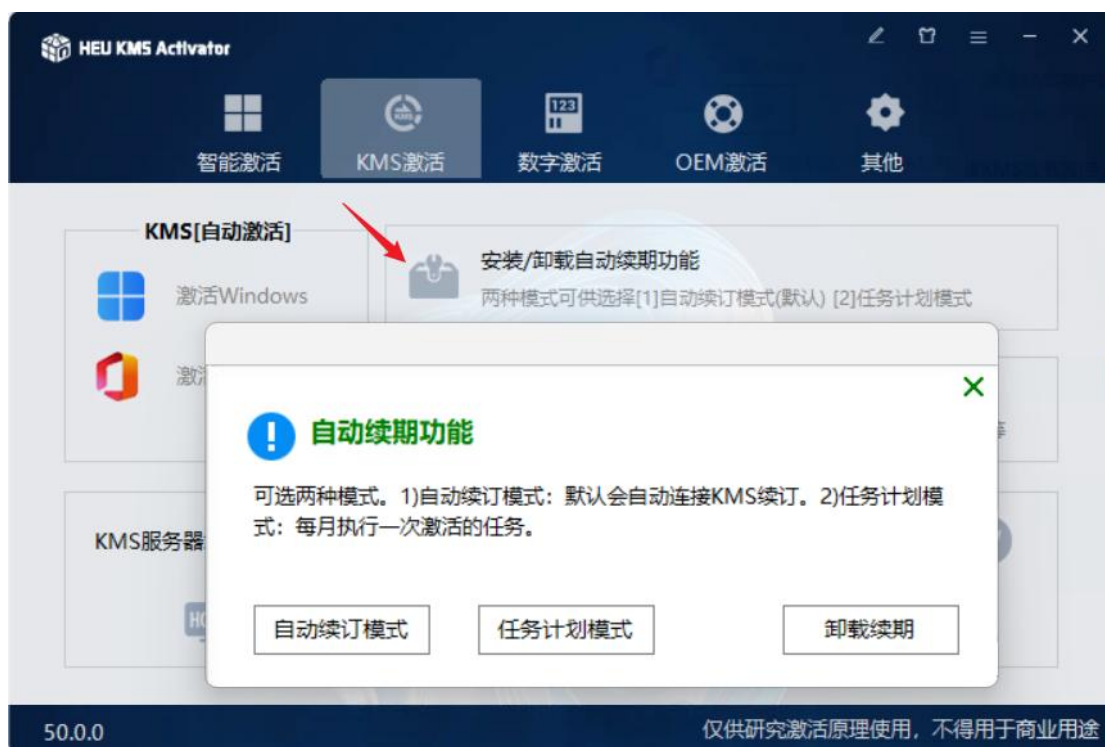 HEU KMS Activator
智能激活
KMS激活
数字激活
OEM激活
其他
KMS[自动激活]
激活Windows
安装/卸载自动续期功能
两种模式可供选择[1]自动续订模式(默认) [2]任务计划模式
自动续期功能
可选两种模式。1)自动续订模式：默认会自动连接KMS续订。2)任务计划模
式：每月执行一次激活的任务。
KMS服务器
自动续订模式
任务计划模式
卸载续期
50.0.0
仅供研究激活原理使用，不得用于商业用途